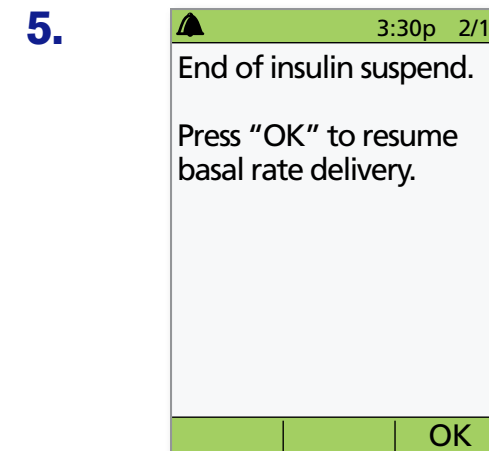 5.
3:30p 2/1
End of insulin suspend.
Press “OK” to resume
basal rate delivery.
OK